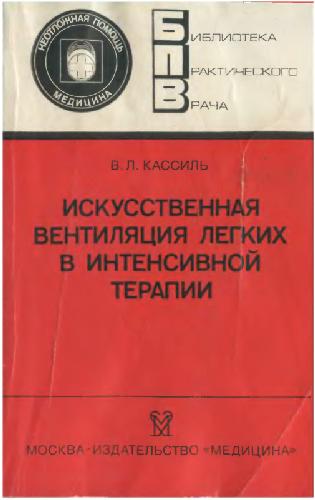 НЕОТЛОЖНАЯ ПОМОЩЬ
МЕДИЦИНА
БИБЛИОТЕКА
ПРАКТИЧЕСКОГО
ВРАЧА
В. Л. КАССИЛЬ
ИСКУССТВЕННАЯ
ВЕНТИЛЯЦИЯ ЛЕГКИХ
В ИНТЕНСИВНОЙ
ТЕРАПИИ
МОСКВА-ИЗДАТЕЛЬСТВО «МЕДИЦИНА»